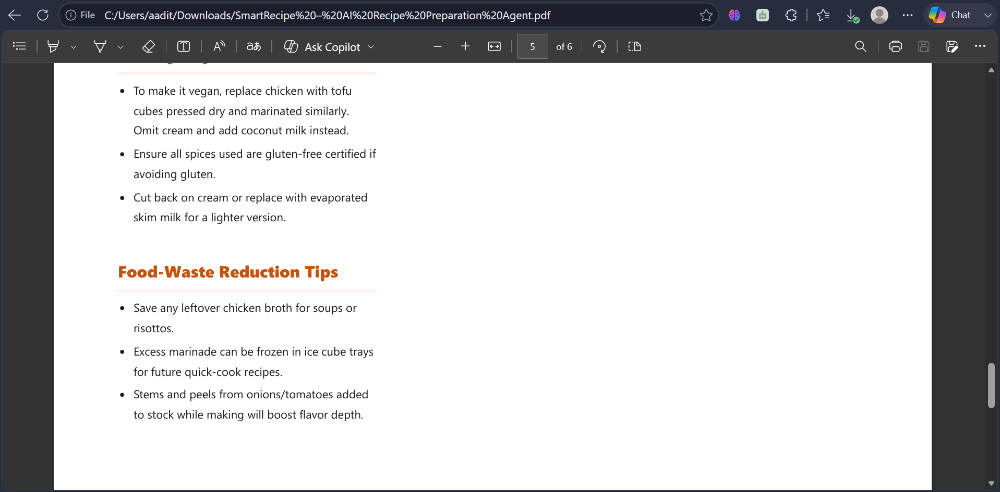 File C:/Users/aadit/Downloads/SmartRecipe%20–%20AI%20Recipe%20Preparation%20Agent.pdf
Chat
aあ
Ask Copilot
5 of 6
• To make it vegan, replace chicken with tofu
cubes pressed dry and marinated similarly.
Omit cream and add coconut milk instead.
• Ensure all spices used are gluten-free certified if
avoiding gluten.
• Cut back on cream or replace with evaporated
skim milk for a lighter version.
Food-Waste Reduction Tips
• Save any leftover chicken broth for soups or
risottos.
• Excess marinade can be frozen in ice cube trays
for future quick-cook recipes.
• Stems and peels from onions/tomatoes added
to stock while making will boost flavor depth.